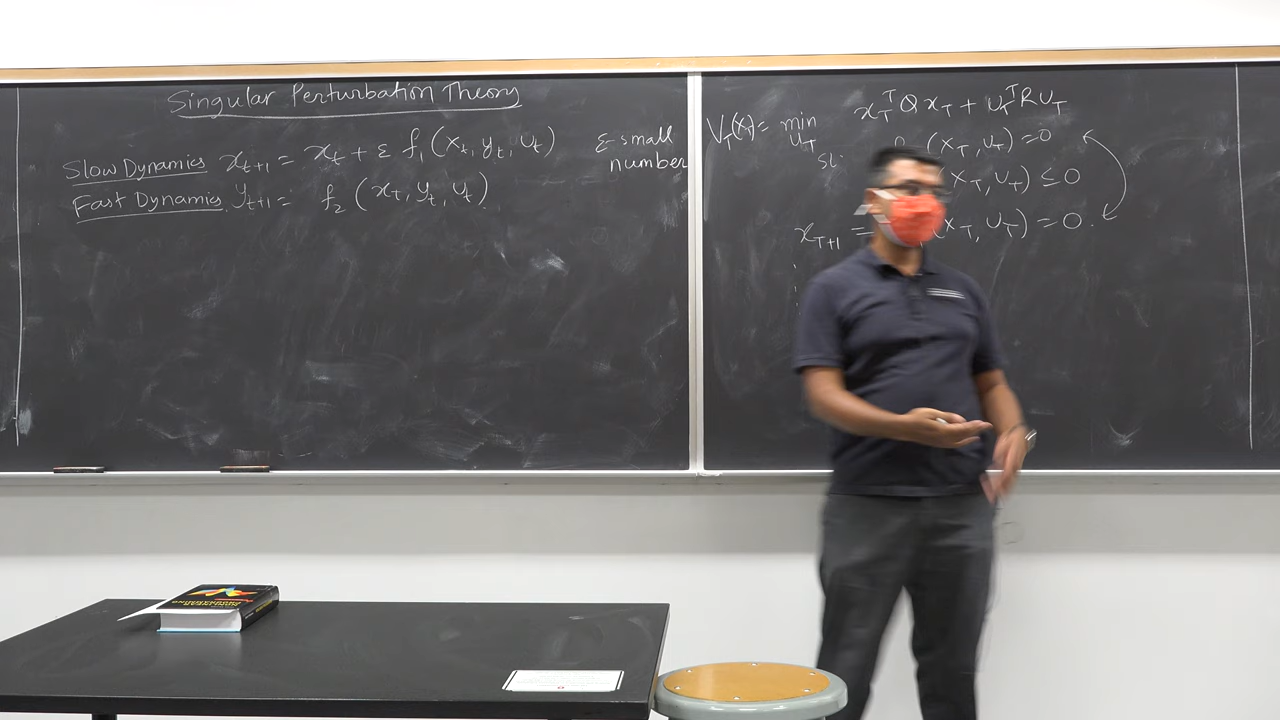 Singular Perturbation Theory
Slow Dynamics x_{t+1} = x_t + ε f_1(x_t, y_t, u_t)
ε-small number
Fast Dynamics y_{t+1} = f_2(x_t, y_t, u_t)
V_T(x_T) = min_{u_T} x_T^T Q x_T + u_T^T R u_T
st. (x_T, u_T) = 0
(x_T, u_T) ≤ 0
x_{T+1} = (x_T, u_T) = 0.